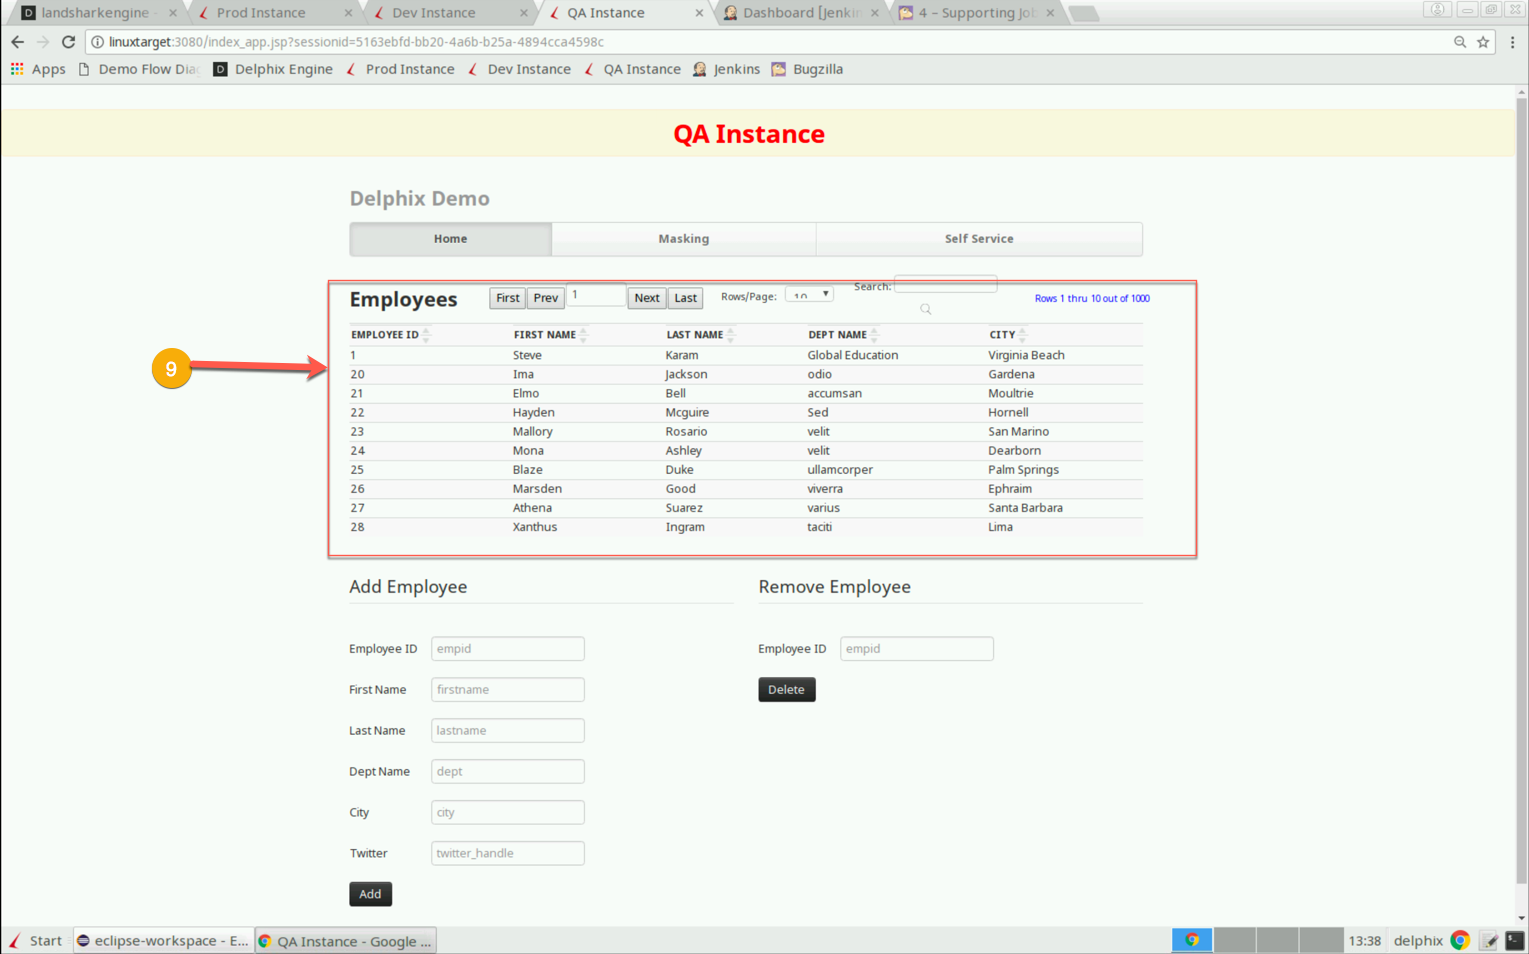 landsharkengine - Prod Instance Dev Instance QA Instance Dashboard [Jenkin 4 – Supporting Jo
linuxtarget:3080/index_app.jsp?sessionid=5163ebfd-bb20-4a6b-b25a-4894cca4598c
Apps Demo Flow Dia Delphix Engine Prod Instance Dev Instance QA Instance Jenkins Bugzilla
QA Instance
Delphix Demo
Home Masking Self Service
Employees First Prev 1 Next Last Rows/Page: 10 Search: Rows 1 thru 10 out of 1000
EMPLOYEE ID FIRST NAME LAST NAME DEPT NAME CITY
1 Steve Karam Global Education Virginia Beach
9
20 Ima Jackson odio Gardena
21 Elmo Bell accumsan Moultrie
22 Hayden Mcguire Sed Hornell
23 Mallory Rosario velit San Marino
24 Mona Ashley velit Dearborn
25 Blaze Duke ullamcorper Palm Springs
26 Marsden Good viverra Ephraim
27 Athena Suarez varius Santa Barbara
28 Xanthus Ingram taciti Lima
Add Employee Remove Employee
Employee ID empid Employee ID empid
First Name firstname Delete
Last Name lastname
Dept Name dept
City city
Twitter twitter_handle
Add
Start eclipse-workspace - E... QA Instance - Google ... 13:38 delphix